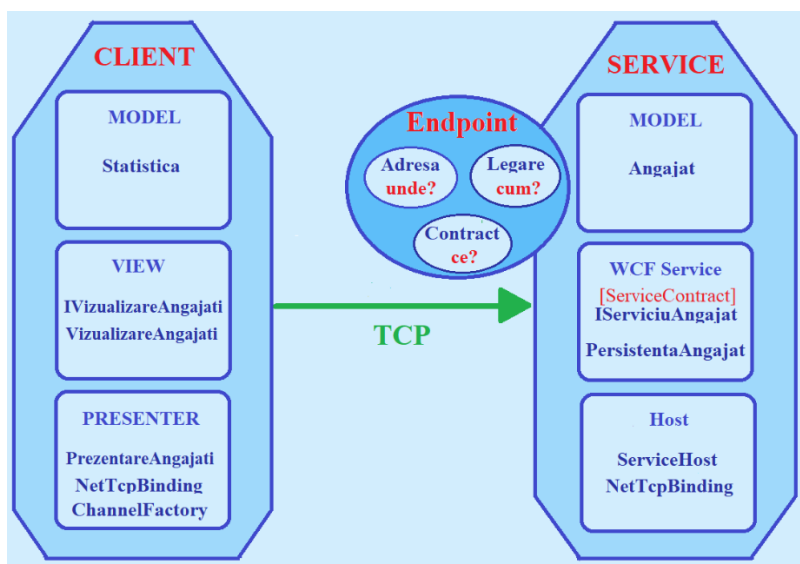 CLIENT
MODEL
Statistica
VIEW
IVizualizareAngajati
VizualizareAngajati
PRESENTER
PrezentareAngajati
NetTcpBinding
ChannelFactory
Endpoint
Adresa
unde?
Legare
cum?
Contract
ce?
TCP
SERVICE
MODEL
Angajat
WCF Service
[ServiceContract]
IServiciuAngajat
PersistentaAngajat
Host
ServiceHost
NetTcpBinding